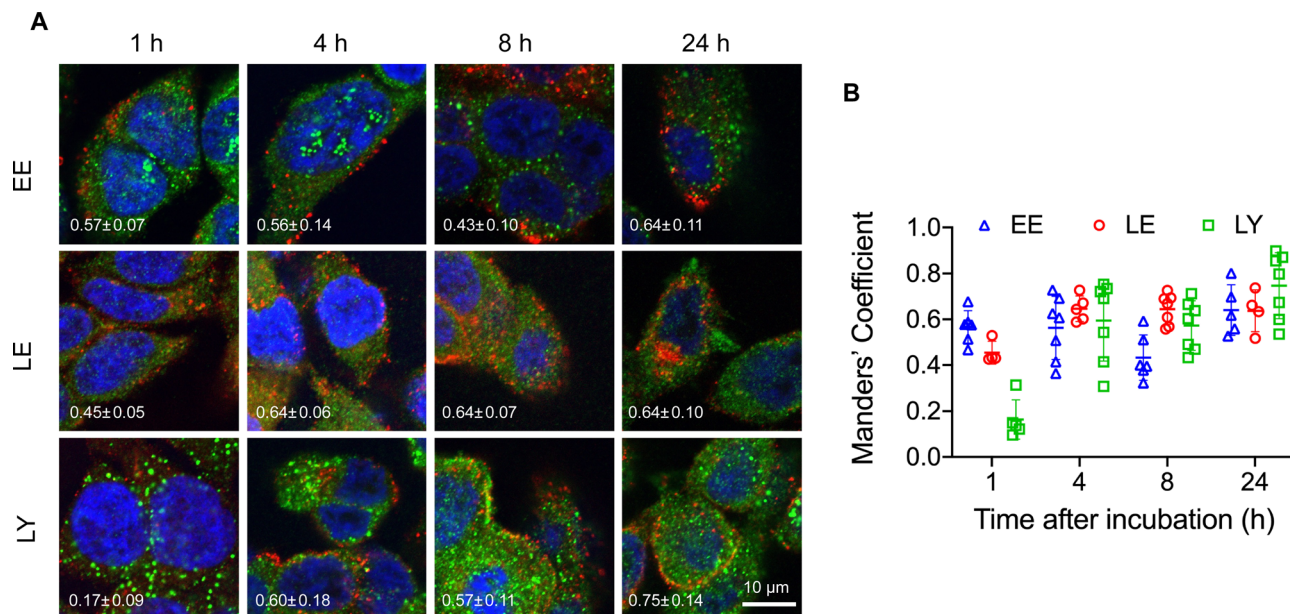 A
1 h 4 h 8 h 24 h
EE
0.57±0.07 0.56±0.14 0.43±0.10 0.64±0.11
LE
0.45±0.05 0.64±0.06 0.64±0.07 0.64±0.10
LY
0.17±0.09 0.60±0.18 0.57±0.11 0.75±0.14
10 µm
B
EE LE LY
Manders’ Coefficient
1.0
0.8
0.6
0.4
0.2
0.0
1 4 8 24
Time after incubation (h)